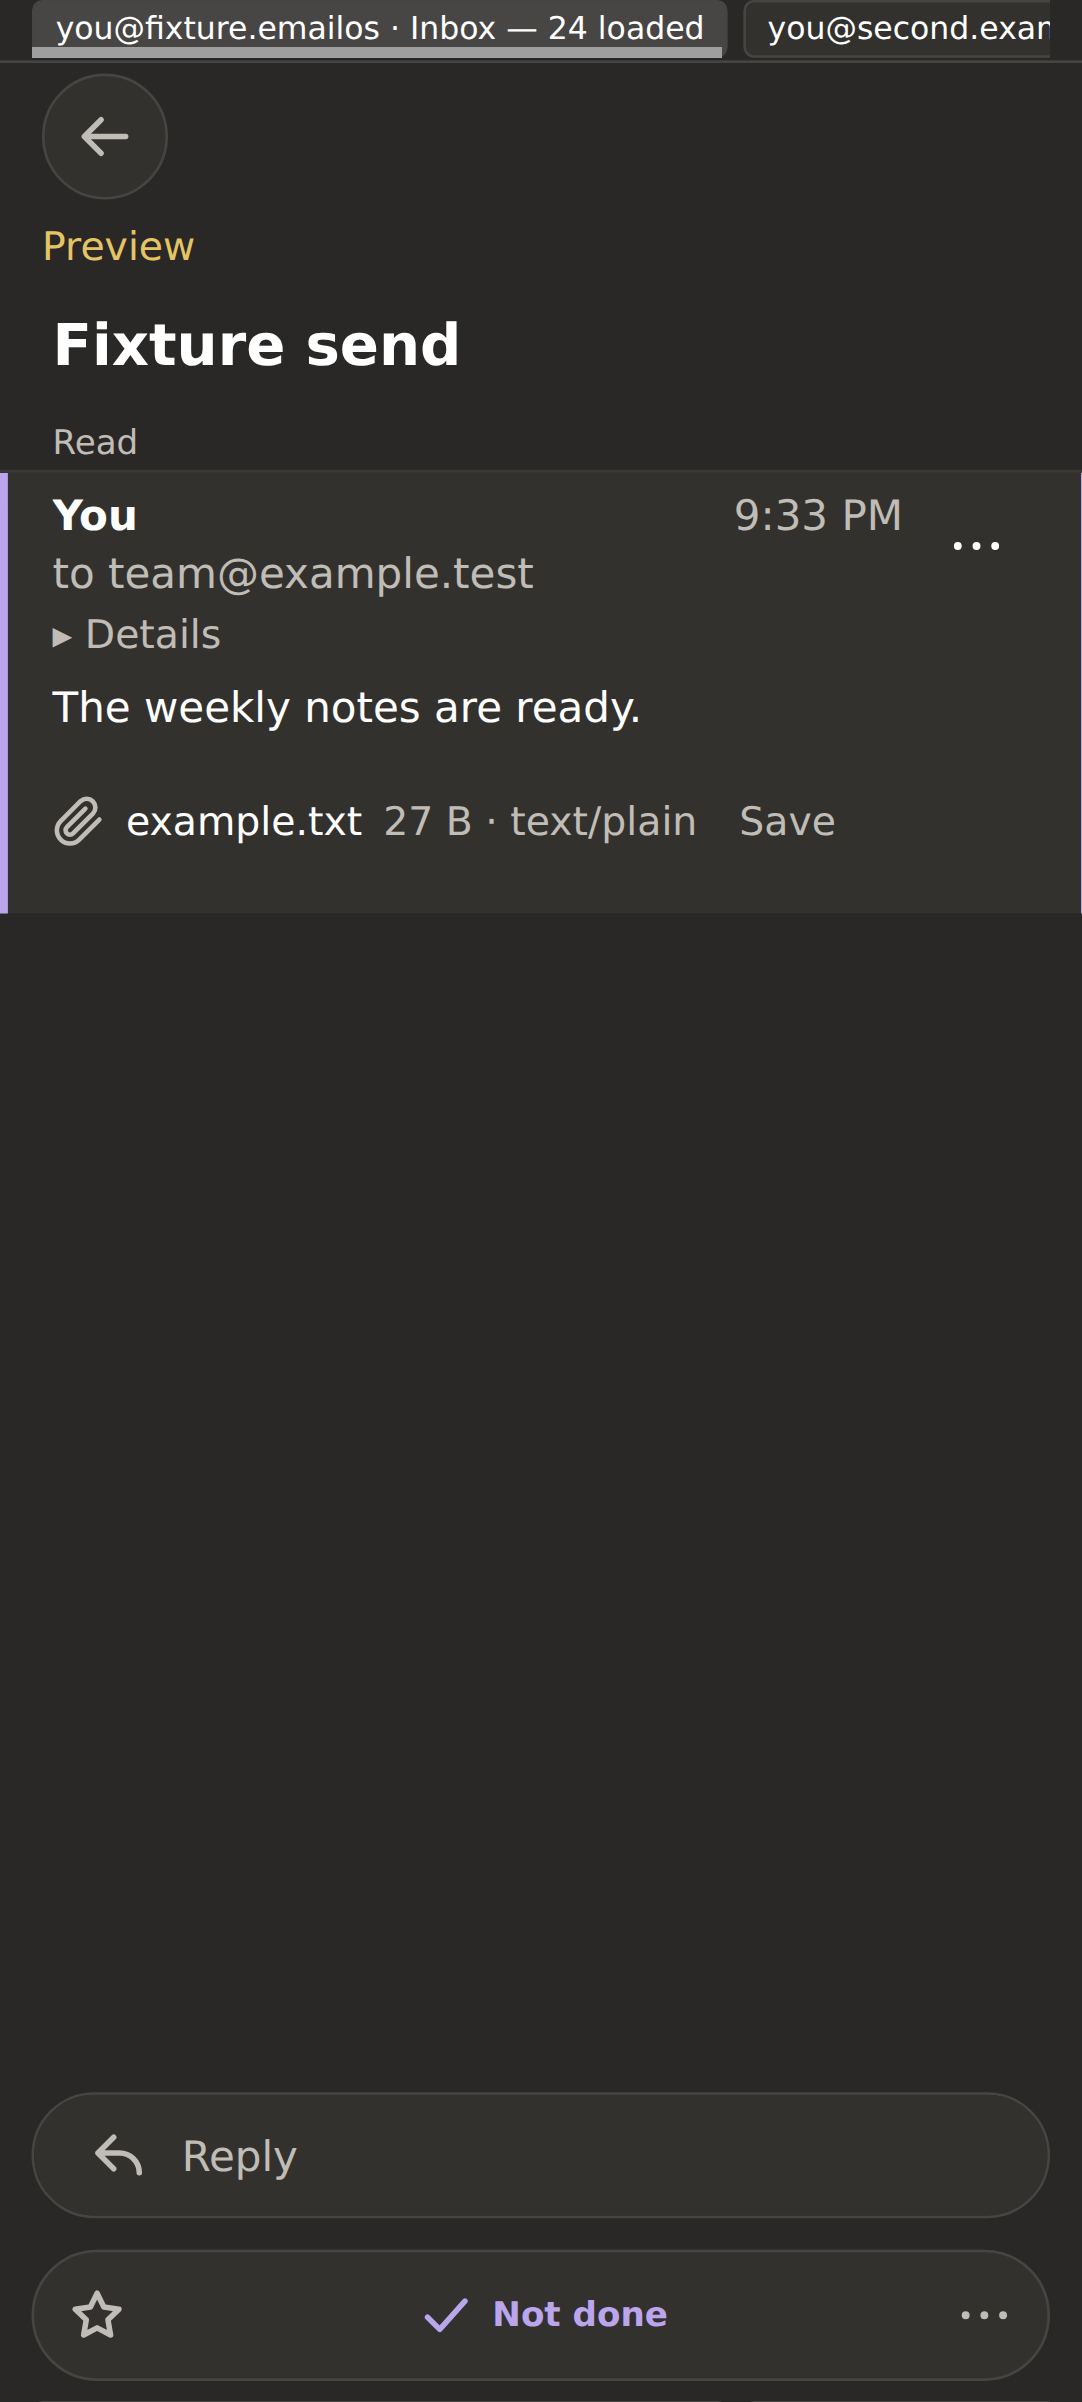 you@fixture.emailos · Inbox — 24 loaded you@second.exam
Preview
Fixture send
Read
You 9:33 PM
to team@example.test
▸ Details
The weekly notes are ready.
example.txt 27 B · text/plain Save
Reply
Not done